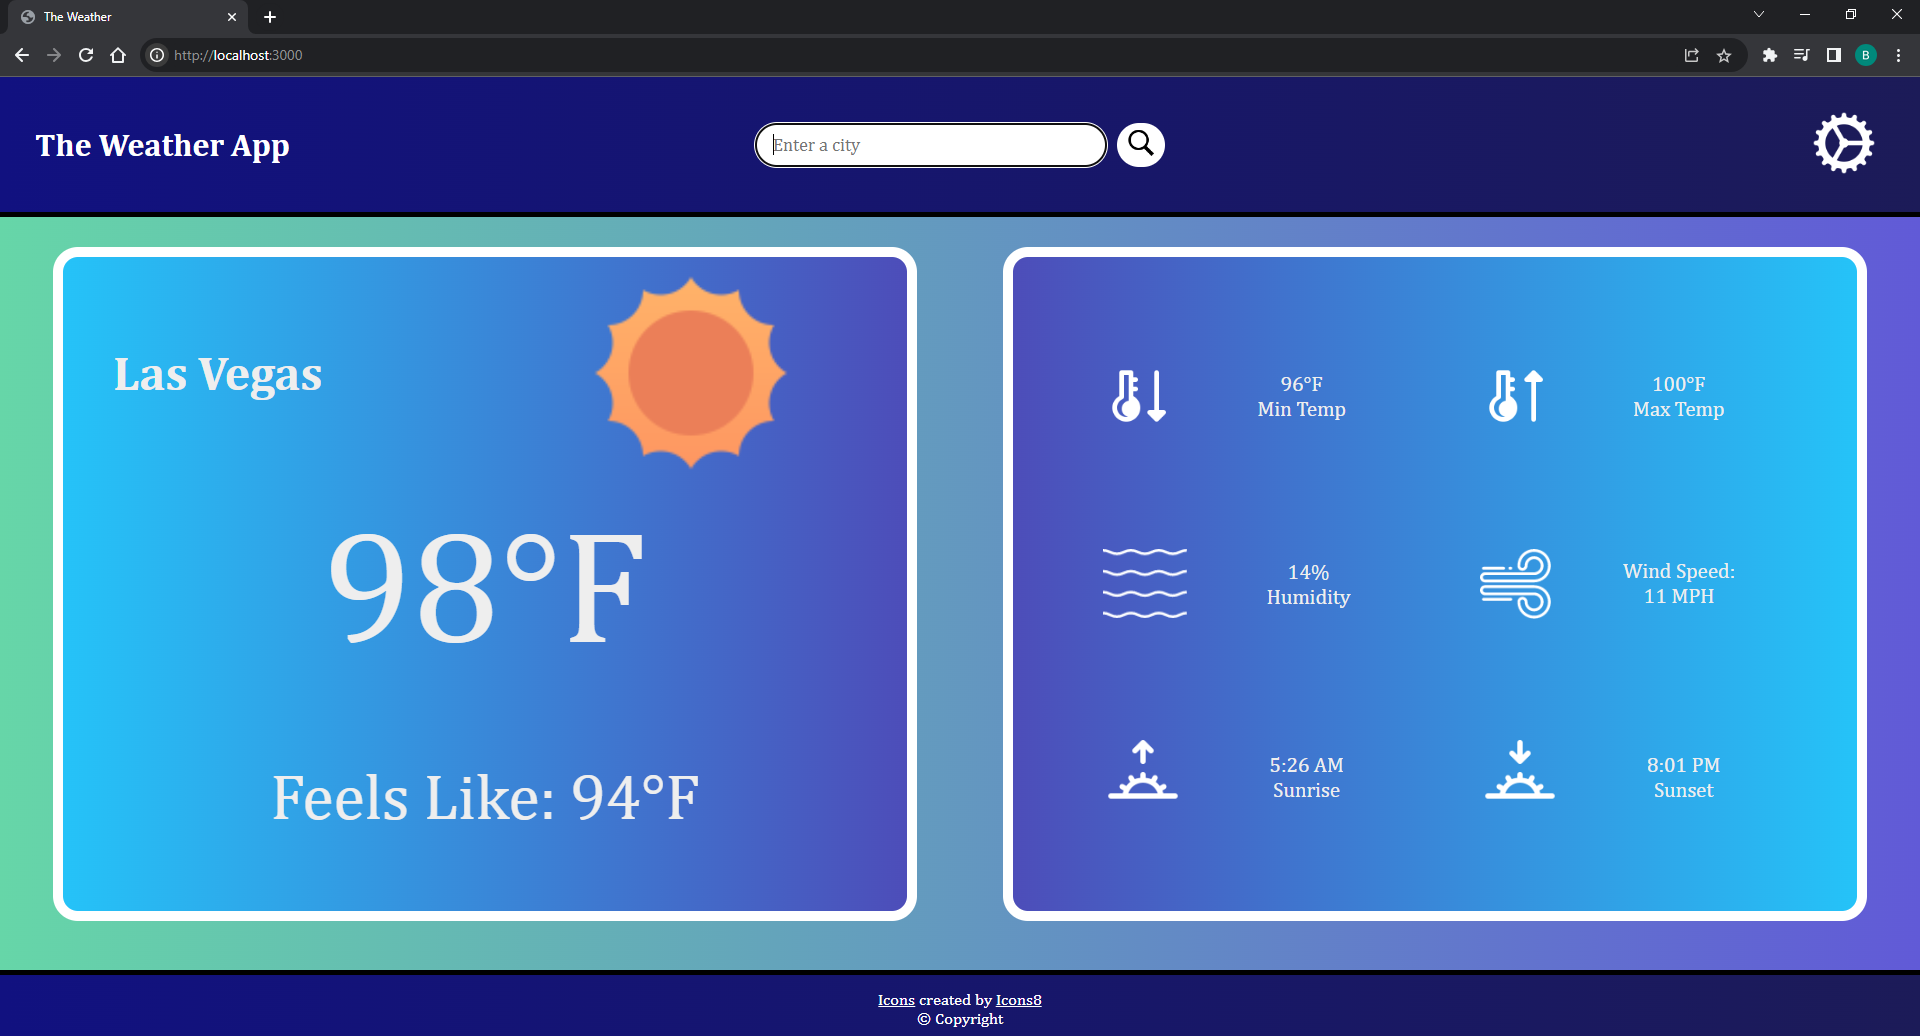 The Weather
http://localhost:3000
B
The Weather App
Enter a city
Las Vegas
98°F
Feels Like: 94°F
96°F
Min Temp
100°F
Max Temp
14%
Humidity
Wind Speed:
11 MPH
5:26 AM
Sunrise
8:01 PM
Sunset
Icons created by Icons8
© Copyright